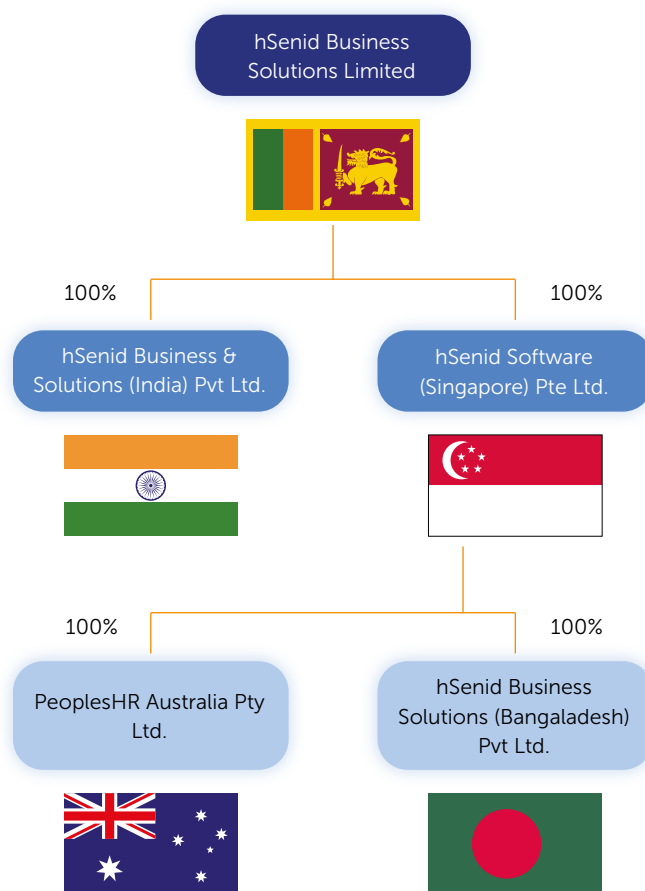 hSenid Business
Solutions Limited
100%
100%
hSenid Business &
Solutions (India) Pvt Ltd.
hSenid Software
(Singapore) Pte Ltd.
100%
100%
PeoplesHR Australia Pty
Ltd.
hSenid Business
Solutions (Bangaladesh)
Pvt Ltd.